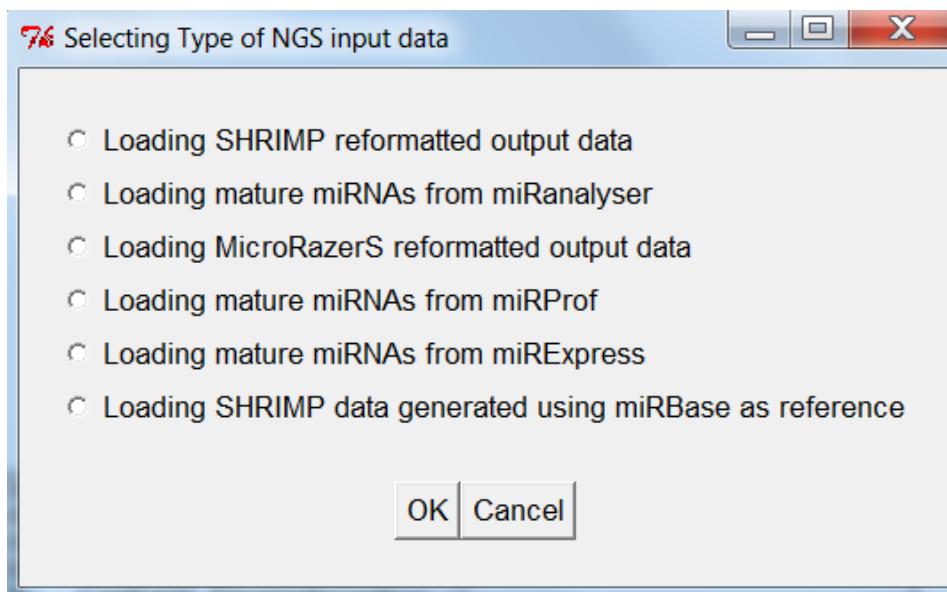 Selecting Type of NGS input data
Loading SHRIMP reformatted output data
Loading mature miRNAs from miRanalyser
Loading MicroRazerS reformatted output data
Loading mature miRNAs from miRProf
Loading mature miRNAs from miRExpress
Loading SHRIMP data generated using miRBase as reference
OK Cancel